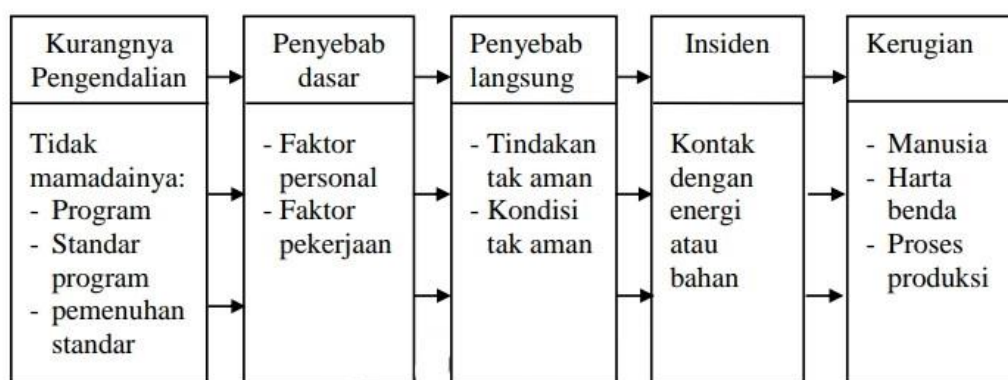 Kurangnya
Pengendalian
Penyebab
dasar
Penyebab
langsung
Insiden
Kerugian
Tidak
mamadainya:
- Program
- Standar
program
- pemenuhan
standar
- Faktor
personal
- Faktor
pekerjaan
- Tindakan
tak aman
- Kondisi
tak aman
Kontak
dengan
energi
atau
bahan
- Manusia
- Harta
benda
- Proses
produksi